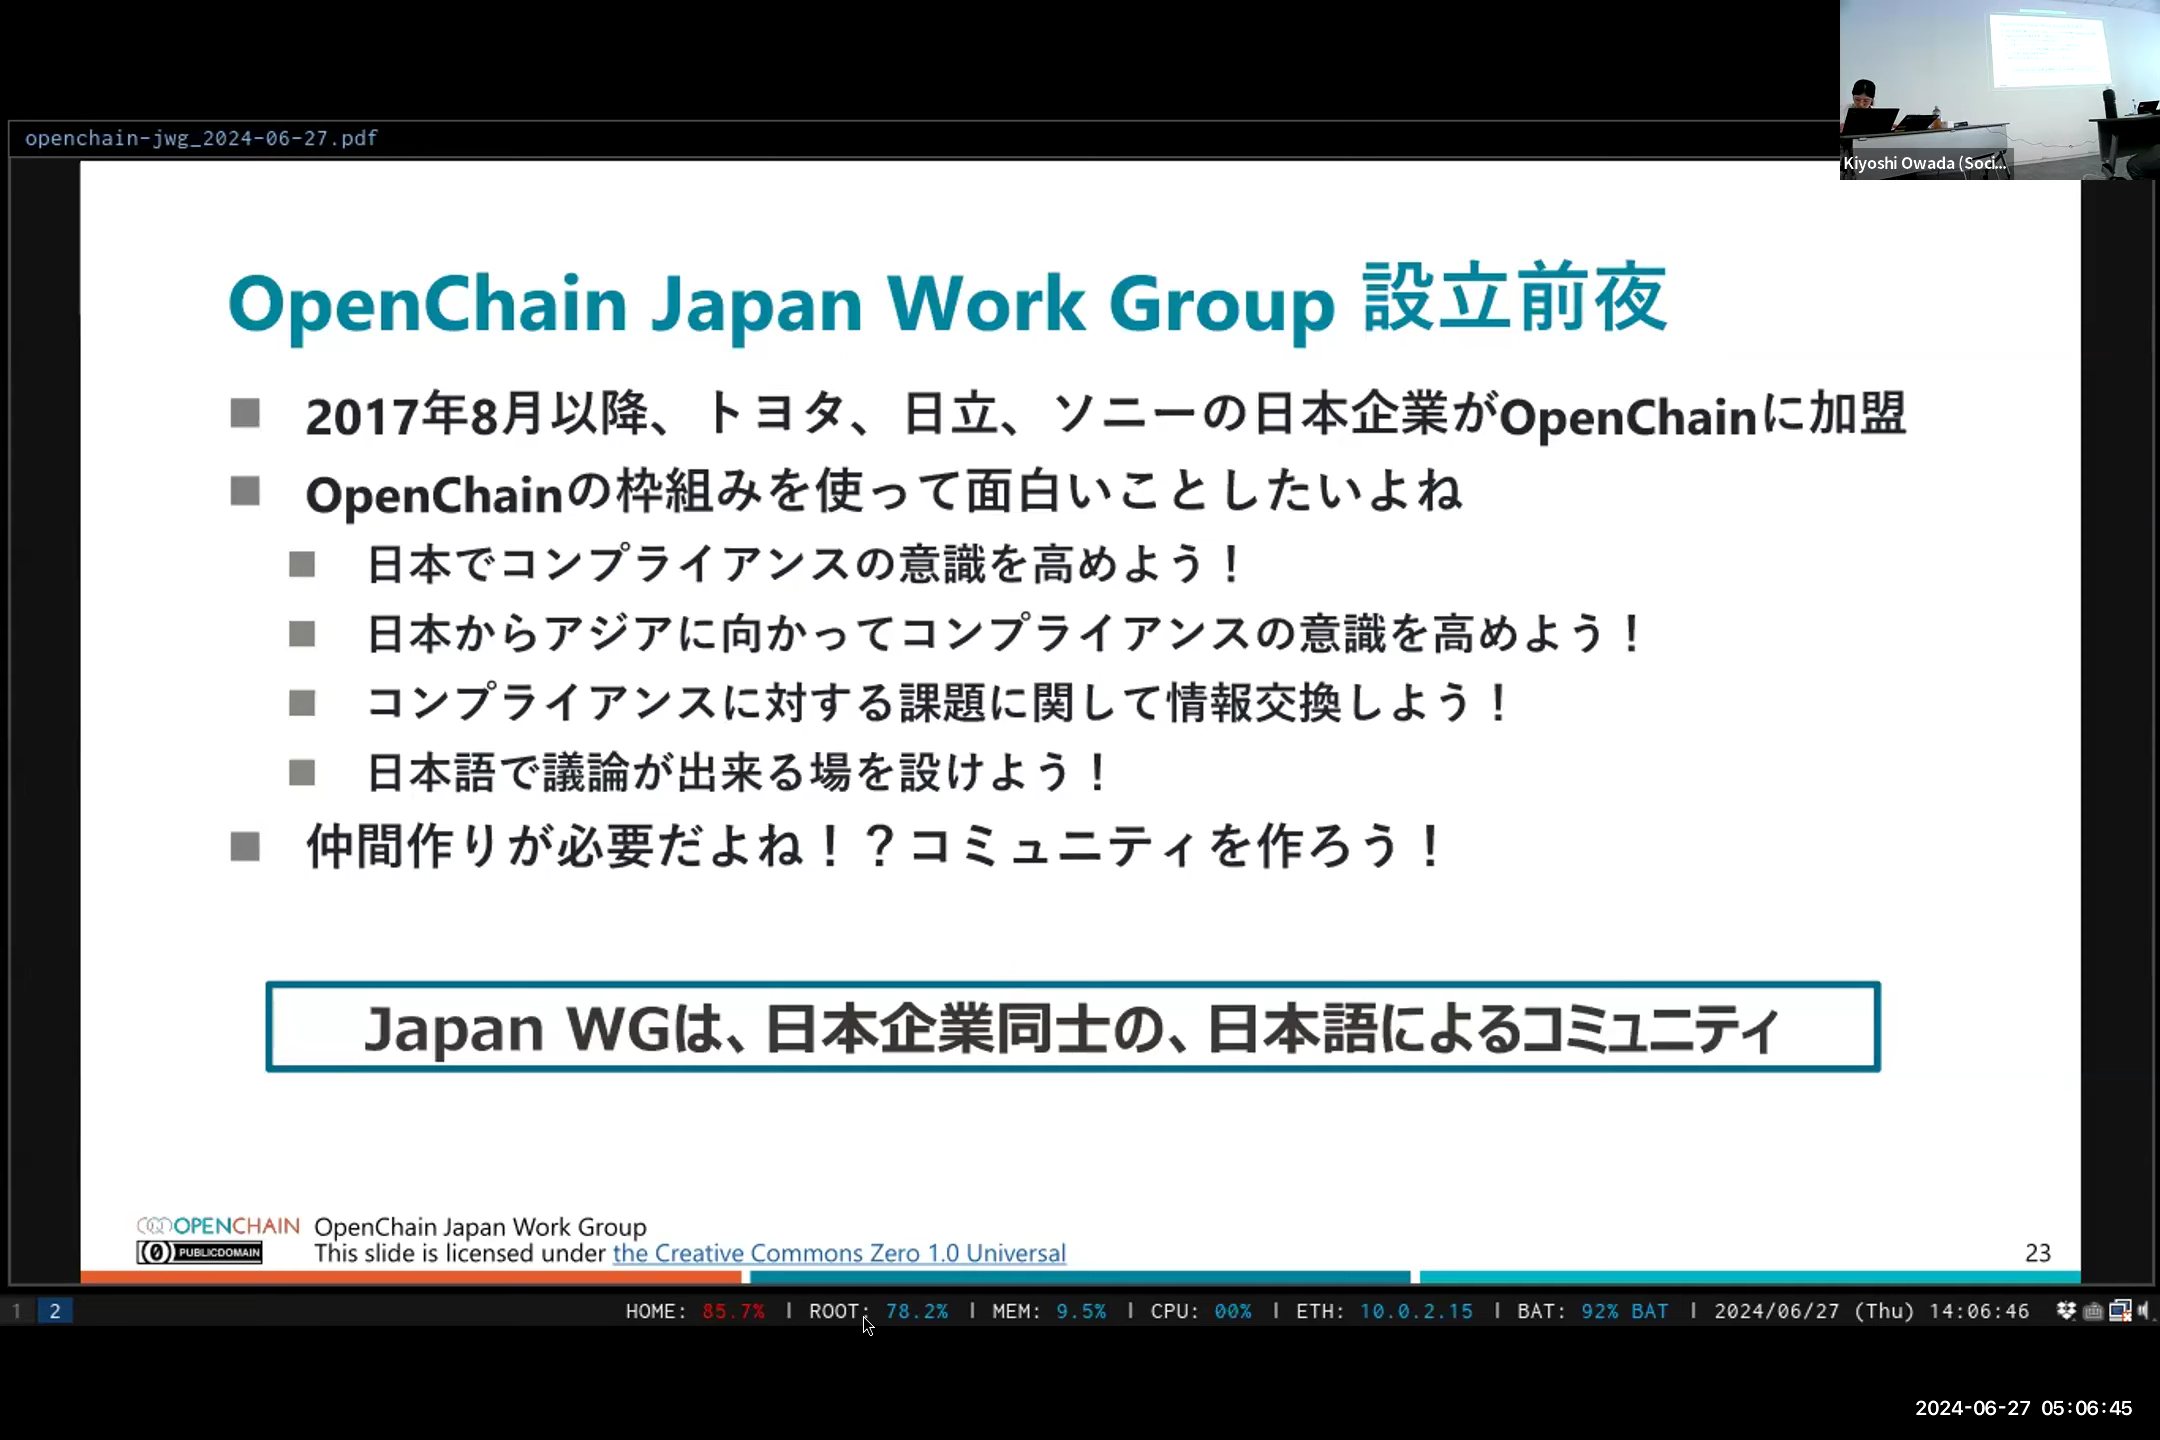 openchain-jwg_2024-06-27.pdf
Kiyoshi Owada (Soci...
OpenChain Japan Work Group 設立前夜
2017年8月以降、トヨタ、日立、ソニーの日本企業がOpenChainに加盟
OpenChainの枠組みを使って面白いことしたいよね
日本でコンプライアンスの意識を高めよう！
日本からアジアに向かってコンプライアンスの意識を高めよう！
コンプライアンスに対する課題に関して情報交換しよう！
日本語で議論が出来る場を設けよう！
仲間作りが必要だよね！？コミュニティを作ろう！
Japan WGは、日本企業同士の、日本語によるコミュニティ
OPENCHAIN OpenChain Japan Work Group
PUBLIC DOMAIN This slide is licensed under the Creative Commons Zero 1.0 Universal
23
1 2 HOME: 85.7% | ROOT: 78.2% | MEM: 9.5% | CPU: 00% | ETH: 10.0.2.15 | BAT: 92% BAT | 2024/06/27 (Thu) 14:06:46
2024-06-27 05:06:45